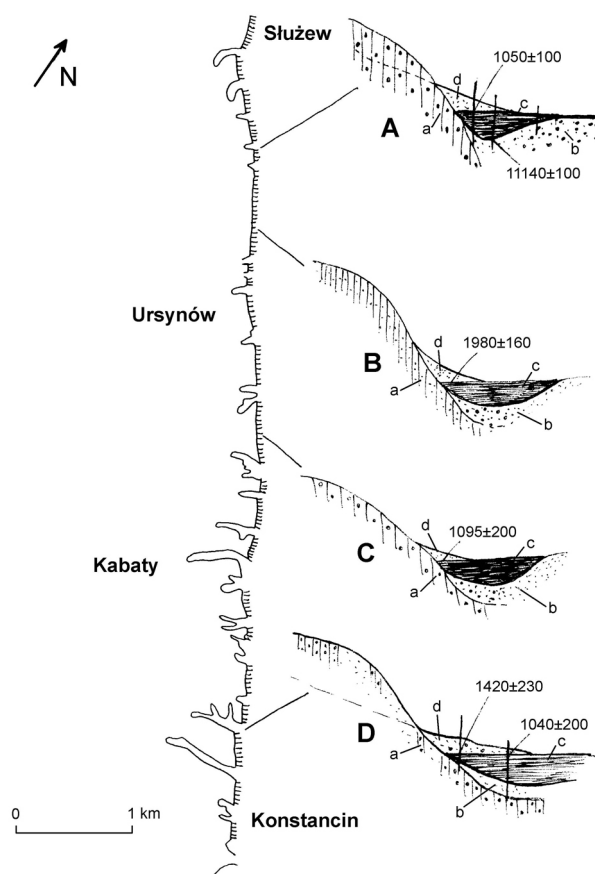 N
Służew
1050±100
d
c
A
a
b
11140±100
Ursynów
d
1980±160
c
B
a
b
Kabaty
d
1095±200
c
C
a
b
1420±230
d
1040±200
c
D
a
b
0
1 km
Konstancin